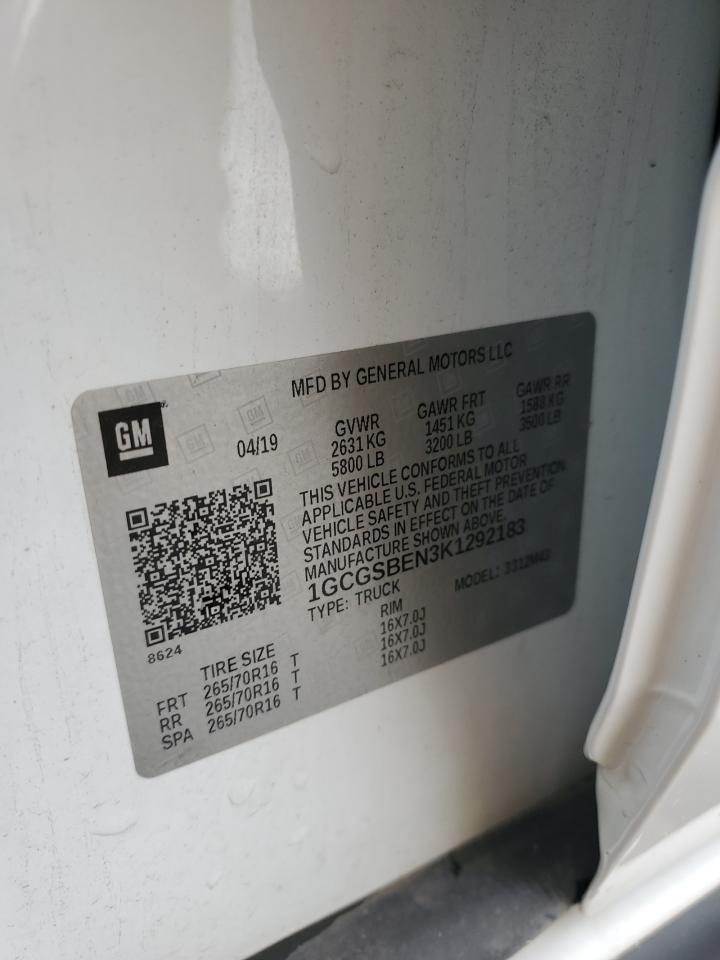 MFD BY GENERAL MOTORS LLC
GM
04/19
GVWR
2631 KG
5800 LB
GAWR FRT
1451 KG
3200 LB
GAWR RR
1588 KG
3500 LB
THIS VEHICLE CONFORMS TO ALL
APPLICABLE U.S. FEDERAL MOTOR
VEHICLE SAFETY AND THEFT PREVENTION
STANDARDS IN EFFECT ON THE DATE OF
MANUFACTURE SHOWN ABOVE.
1GCGSBEN3K1292183
TYPE: TRUCK
MODEL:
8624
TIRE SIZE
RIM
FRT 265/70R16 T 16X7.0J
RR 265/70R16 T 16X7.0J
SPA 265/70R16 T 16X7.0J